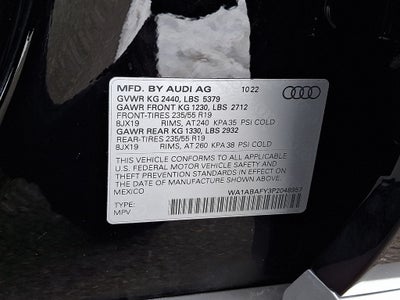 MFD. BY AUDI AG 10 22
GVWR KG 2440, LBS 5379
GAWR FRONT KG 1230, LBS 2712
FRONT-TIRES 235/55 R19
8JX19 RIMS, AT 240 KPA 35 PSI COLD
GAWR REAR KG 1330, LBS 2932
REAR-TIRES 235/55 R19
8JX19 RIMS, AT 260 KPA 38 PSI COLD
THIS VEHICLE CONFORMS TO ALL APPLICABLE
U.S. FEDERAL MOTOR VEHICLE SAFETY AND
THEFT PREVENTION STANDARDS IN EFFECT ON THE
DATE OF MANUFACTURE SHOWN ABOVE.
MEXICO
WA1ABAFY3P2048957
TYPE:
MPV